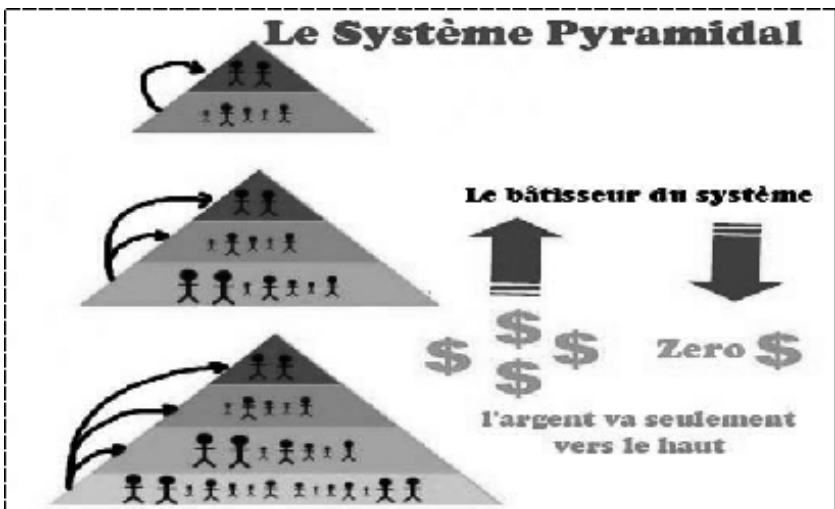 Le Système Pyramidal
Le bâtisseur du système
$ $ $ $
Zero $
l'argent va seulement
vers le haut